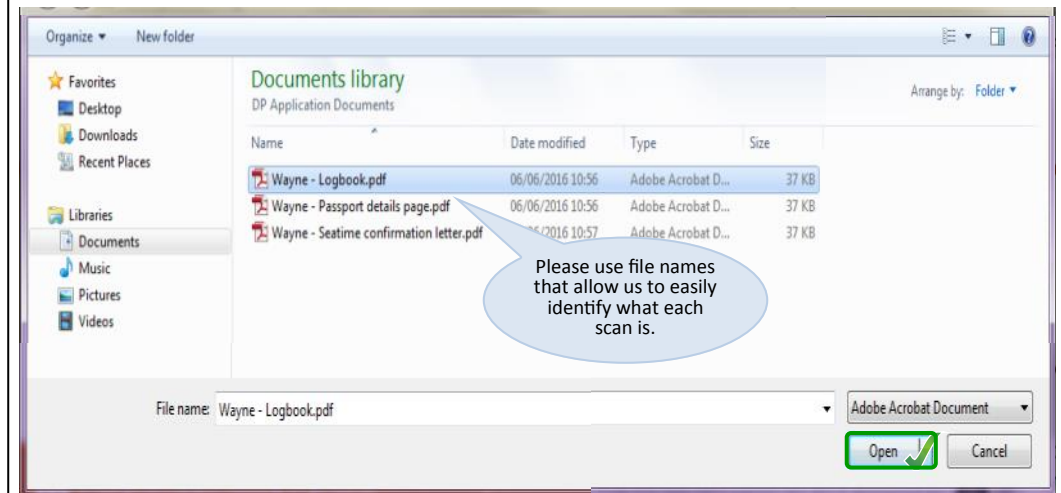 Organize New folder
Favorites
Desktop
Downloads
Recent Places
Libraries
Documents
Music
Pictures
Videos
Documents library
DP Application Documents
Arrange by: Folder
Name Date modified Type Size
Wayne - Logbook.pdf 06/06/2016 10:56 Adobe Acrobat D... 37 KB
Wayne - Passport details page.pdf 06/06/2016 10:56 Adobe Acrobat D... 37 KB
Wayne - Seatime confirmation letter.pdf /2016 10:57 Adobe Acrobat D... 37 KB
Please use file names
that allow us to easily
identify what each
scan is.
File name: Wayne - Logbook.pdf
Adobe Acrobat Document
Open Cancel